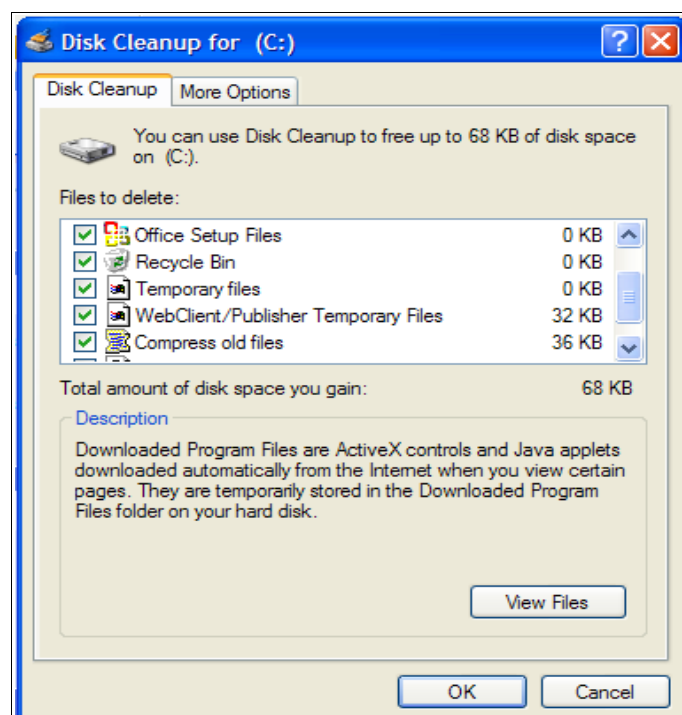 Disk Cleanup for (C:)
Disk Cleanup
More Options
You can use Disk Cleanup to free up to 68 KB of disk space
on (C:).
Files to delete:
Office Setup Files 0 KB
Recycle Bin 0 KB
Temporary files 0 KB
WebClient/Publisher Temporary Files 32 KB
Compress old files 36 KB
Total amount of disk space you gain: 68 KB
Description
Downloaded Program Files are ActiveX controls and Java applets
downloaded automatically from the Internet when you view certain
pages. They are temporarily stored in the Downloaded Program
Files folder on your hard disk.
View Files
OK
Cancel